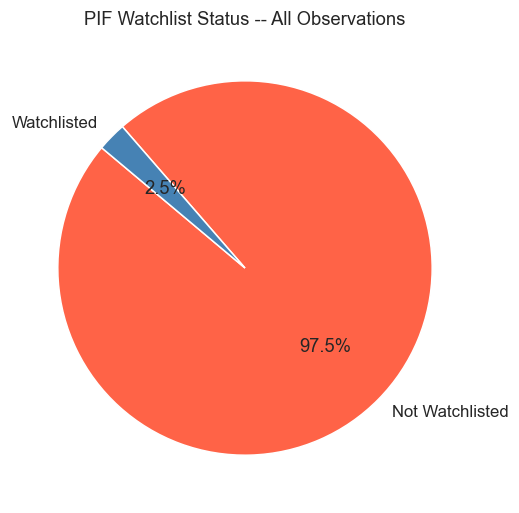 PIF Watchlist Status -- All Observations
Watchlisted
2.5%
97.5%
Not Watchlisted